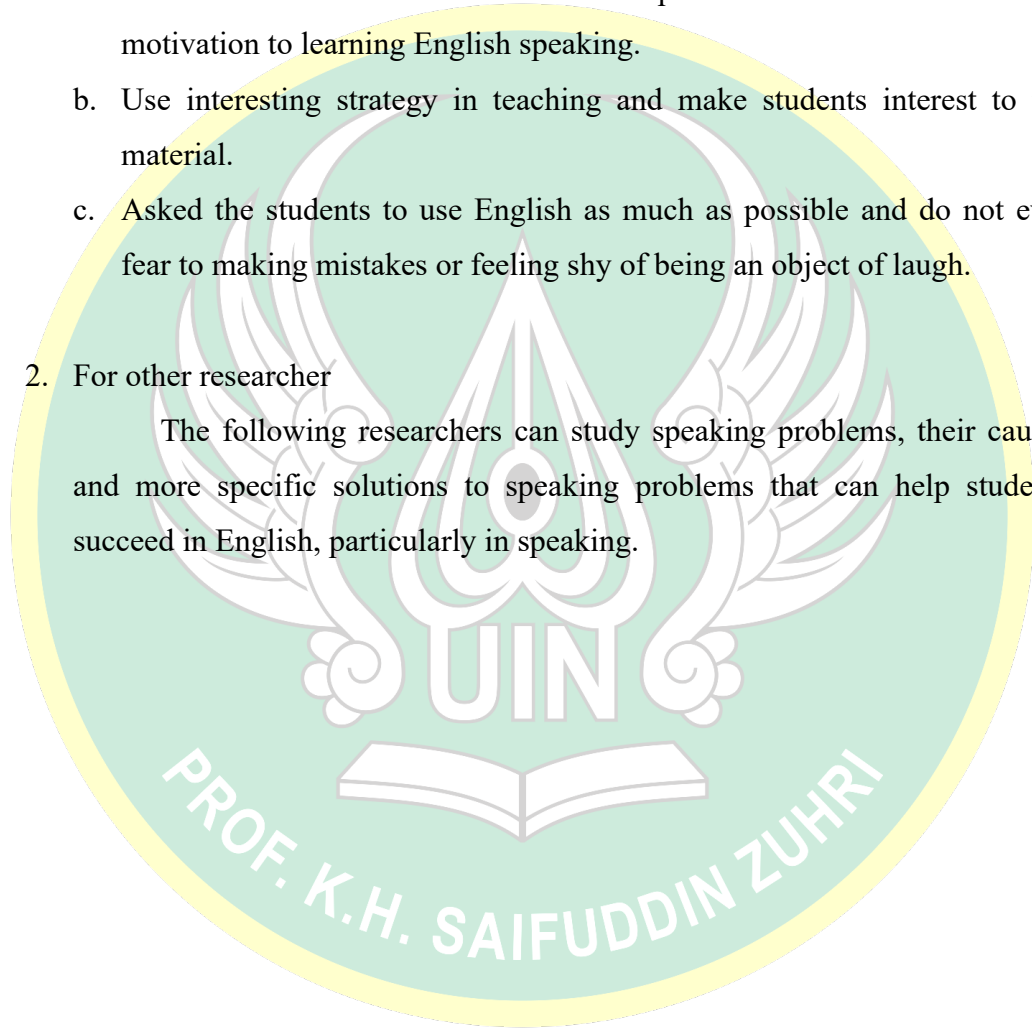 motivation to learning English speaking.
b. Use interesting strategy in teaching and make students interest to
material.
c. Asked the students to use English as much as possible and do not
fear to making mistakes or feeling shy of being an object of laugh.
2. For other researcher
The following researchers can study speaking problems, their
and more specific solutions to speaking problems that can help
succeed in English, particularly in speaking.
UIN
PROF. K.H. SAIFUDDIN ZUHRI